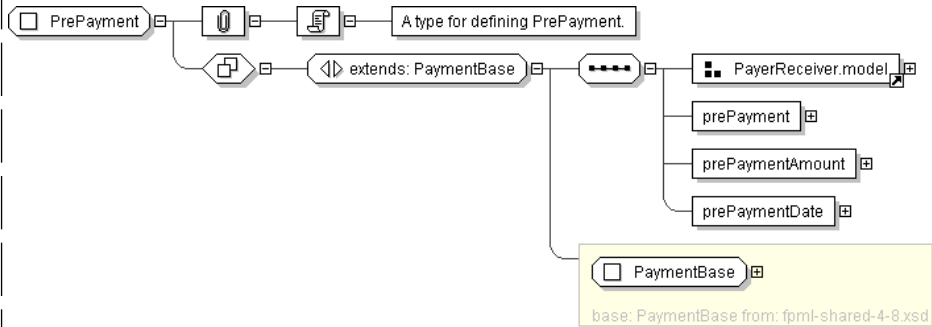 PrePayment
A type for defining PrePayment.
extends: PaymentBase
PayerReceiver.model
prePayment
prePaymentAmount
prePaymentDate
PaymentBase
base: PaymentBase from: fpml-shared-4-8.xsd